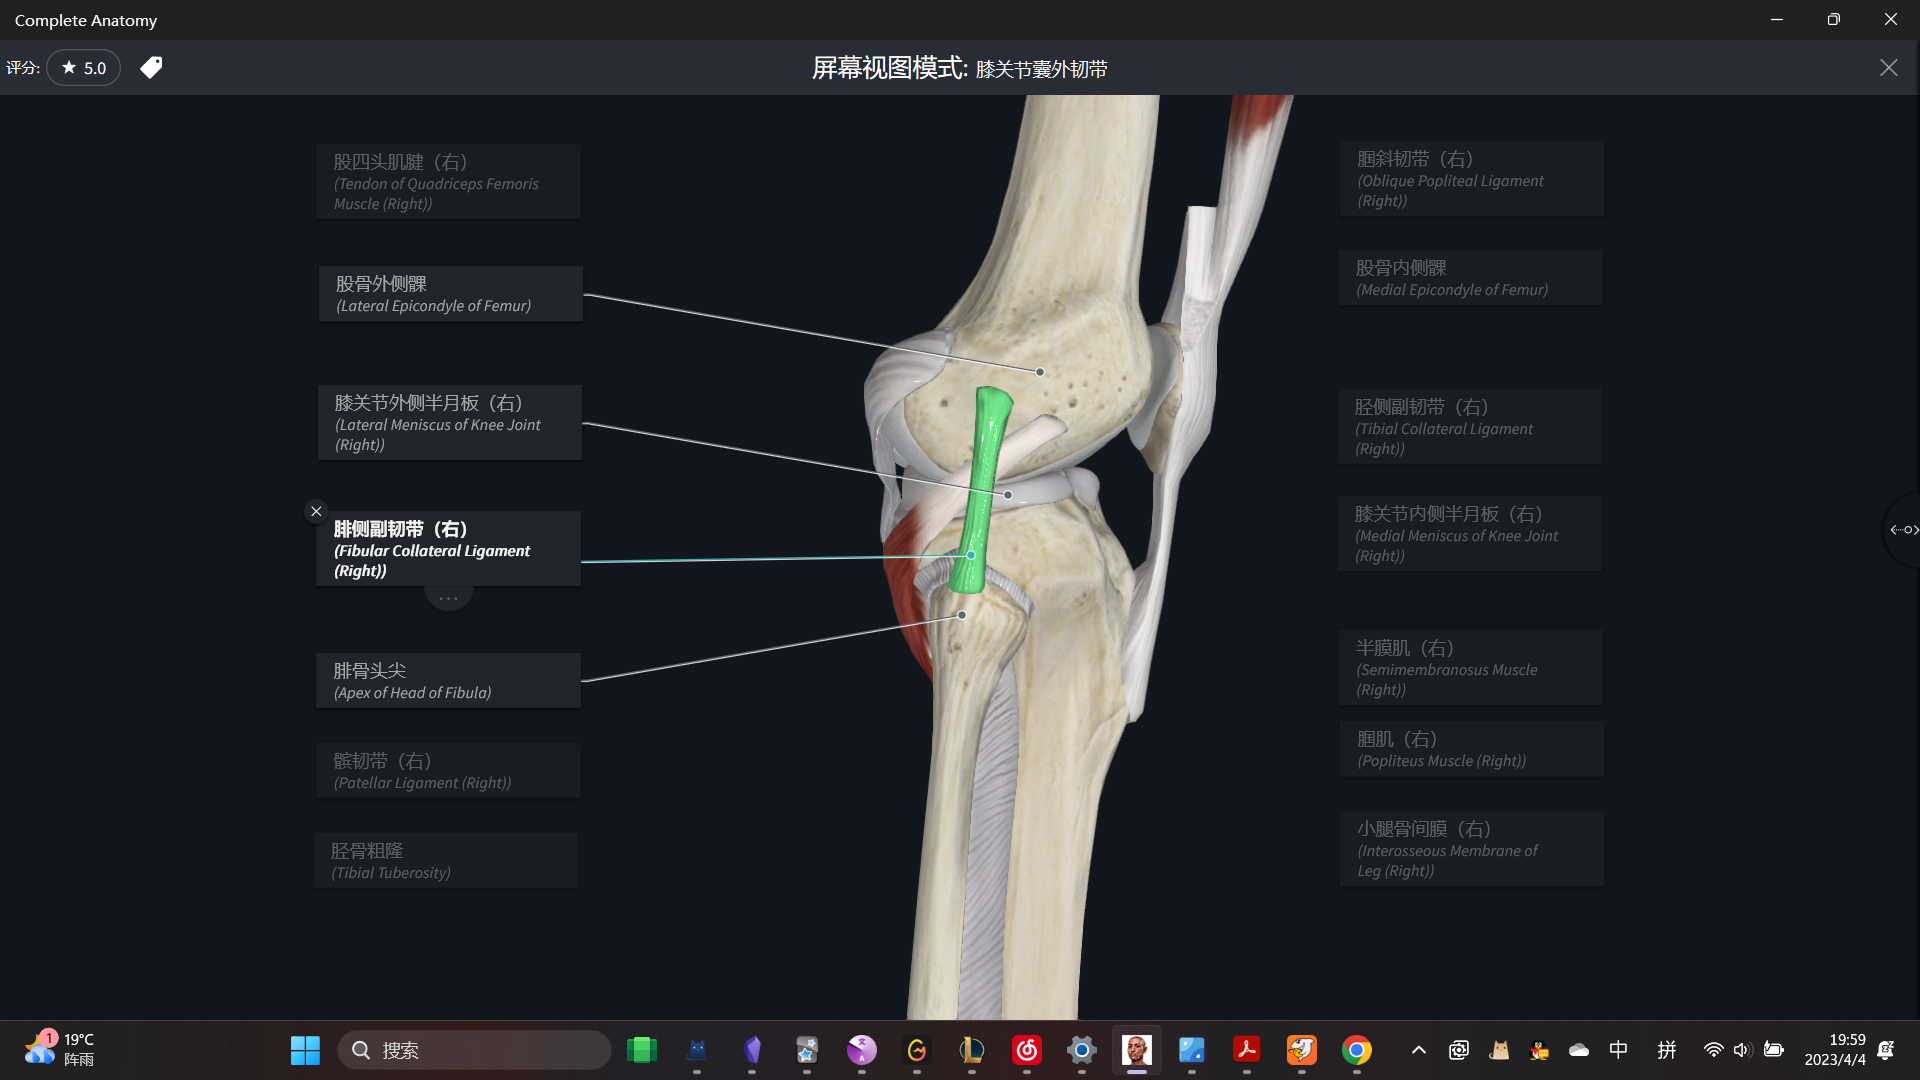 Complete Anatomy
评分:
★ 5.0
屏幕视图模式: 膝关节囊外韧带
股四头肌腱（右）
(Tendon of Quadriceps Femoris
Muscle (Right))
股骨外侧髁
(Lateral Epicondyle of Femur)
膝关节外侧半月板（右）
(Lateral Meniscus of Knee Joint
(Right))
腓侧副韧带（右）
(Fibular Collateral Ligament
(Right))
...
腓骨头尖
(Apex of Head of Fibula)
髌韧带（右）
(Patellar Ligament (Right))
胫骨粗隆
(Tibial Tuberosity)
腘斜韧带（右）
(Oblique Popliteal Ligament
(Right))
股骨内侧髁
(Medial Epicondyle of Femur)
胫侧副韧带（右）
(Tibial Collateral Ligament
(Right))
膝关节内侧半月板（右）
(Medial Meniscus of Knee Joint
(Right))
半膜肌（右）
(Semimembranosus Muscle
(Right))
腘肌（右）
(Popliteus Muscle (Right))
小腿骨间膜（右）
(Interosseous Membrane of
Leg (Right))
1
19°C
阵雨
搜索
中
拼
19:59
2023/4/4